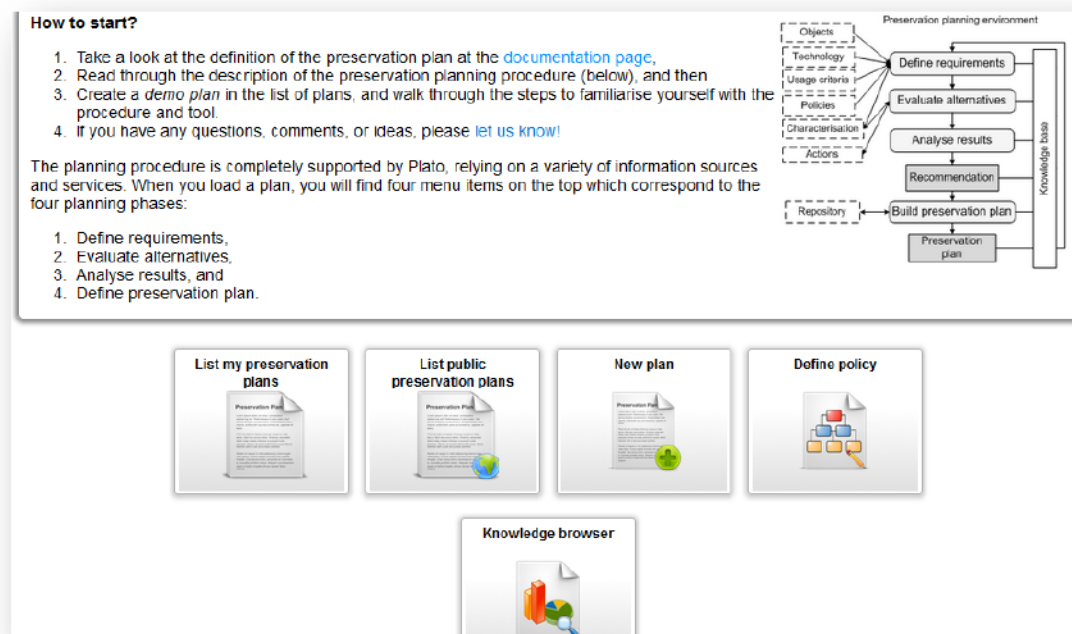 How to start?
1. Take a look at the definition of the preservation plan at the documentation page,
2. Read through the description of the preservation planning procedure (below), and then
3. Create a demo plan in the list of plans, and walk through the steps to familiarise yourself with the
procedure and tool.
4. If you have any questions, comments, or ideas, please let us know!
The planning procedure is completely supported by Plato, relying on a variety of information sources
and services. When you load a plan, you will find four menu items on the top which correspond to the
four planning phases:
1. Define requirements,
2. Evaluate alternatives,
3. Analyse results, and
4. Define preservation plan.
Preservation planning environment
Objects
Technology
Usage criteria
Policies
Characterisation
Actions
Repository
Define requirements
Evaluate alternatives
Analyse results
Recommendation
Build preservation plan
Preservation
plan
Knowledge base
List my preservation
plans
Preservation Plan
List public
preservation plans
Preservation Plan
New plan
Preservation Plan
Define policy
Knowledge browser